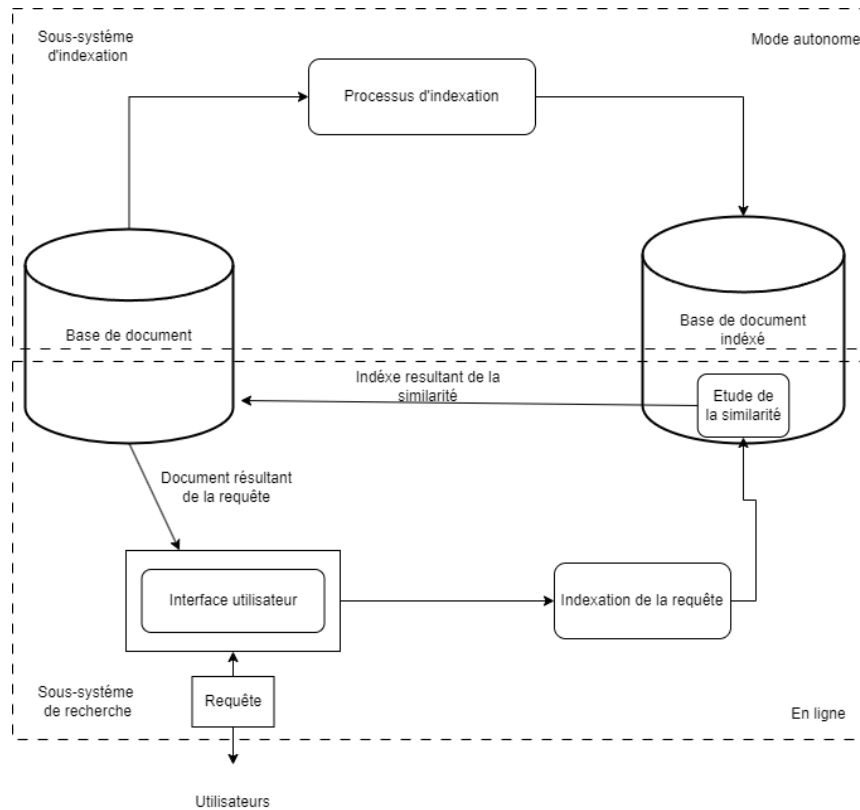 Sous-systéme
d'indexation
Mode autonome
Processus d'indexation
Base de document
Base de document
indéxé
Indéxe resultant de la
similarité
Etude de
la similarité
Document résultant
de la requête
Interface utilisateur
Indexation de la requête
Sous-systéme
de recherche
Requête
En ligne
Utilisateurs